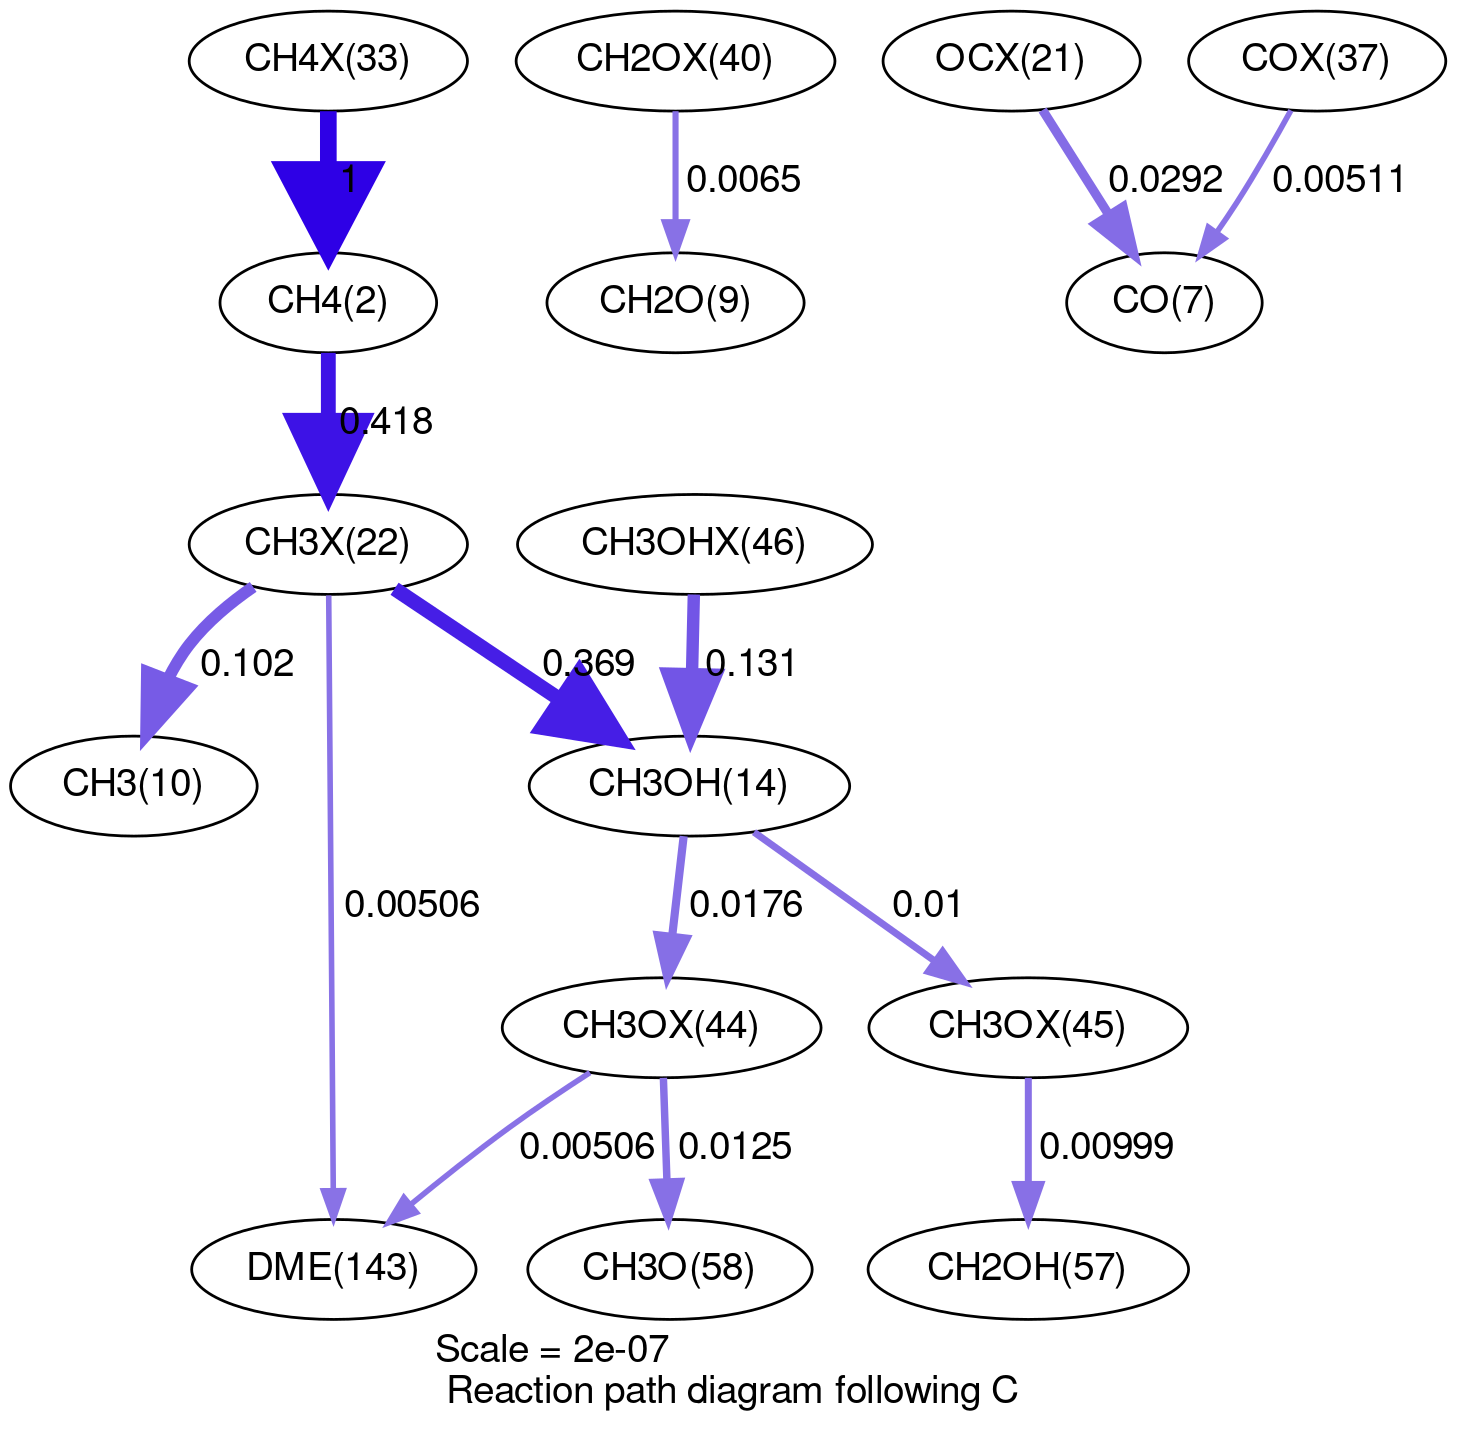 CH4X(33)
CH2OX(40)
OCX(21)
COX(37)
1
0.0065
0.0292
0.00511
CH4(2)
CH2O(9)
CO(7)
0.418
CH3X(22)
CH3OHX(46)
0.102
0.369
0.131
CH3(10)
CH3OH(14)
0.00506
0.0176
0.01
CH3OX(44)
CH3OX(45)
0.00506
0.0125
0.00999
DME(143)
CH3O(58)
CH2OH(57)
Scale = 2e-07
Reaction path diagram following C